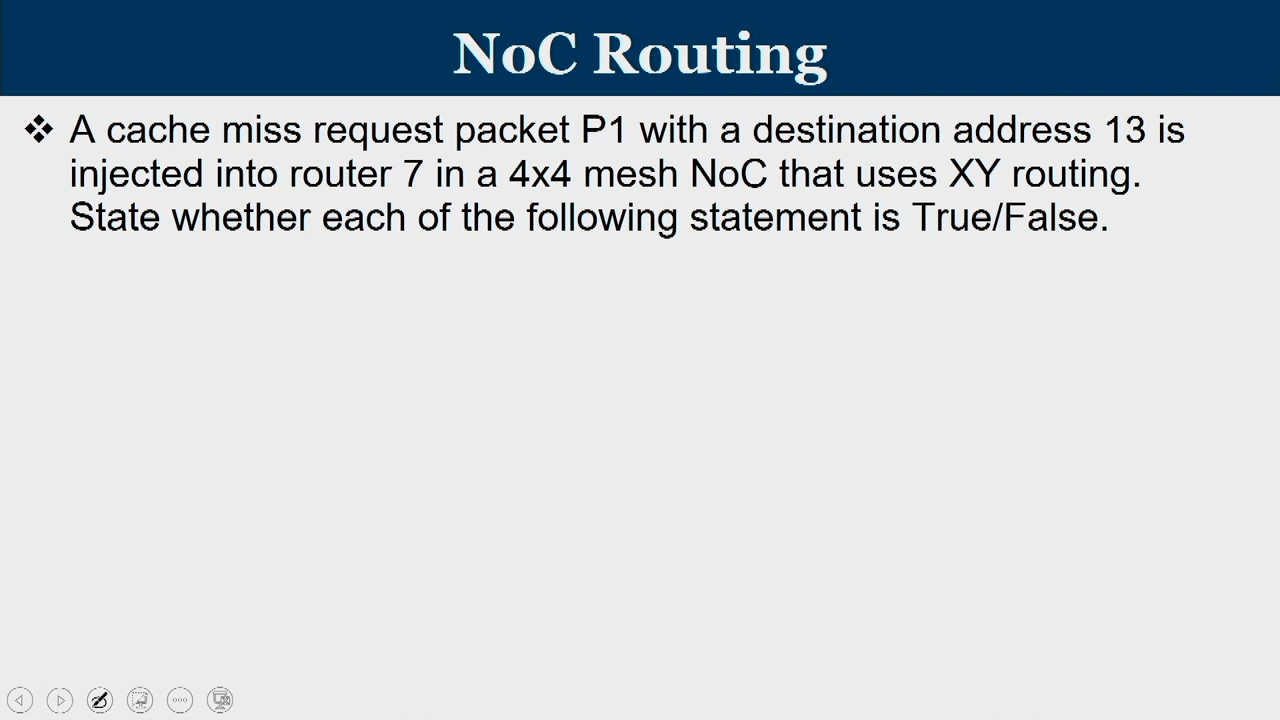 NoC Routing
❖ A cache miss request packet P1 with a destination address 13 is
injected into router 7 in a 4x4 mesh NoC that uses XY routing.
State whether each of the following statement is True/False.